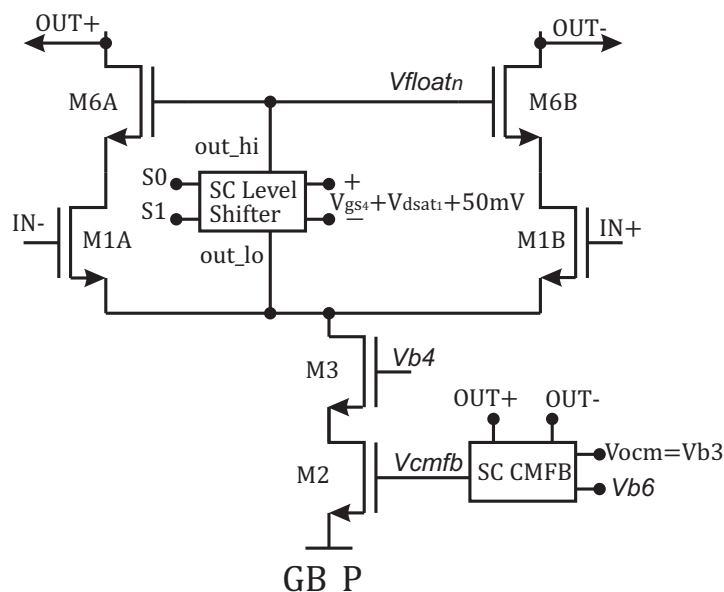 OUT+
OUT-
M6A
Vfloatn
M6B
out_hi
S0
SC Level
Shifter
+
Vgs4+Vdsat1+50mV
S1
−
IN-
M1A
M1B
IN+
out_lo
M3
Vb4
OUT+
OUT-
M2
Vcmfb
SC CMFB
Vocm=Vb3
Vb6
GB P